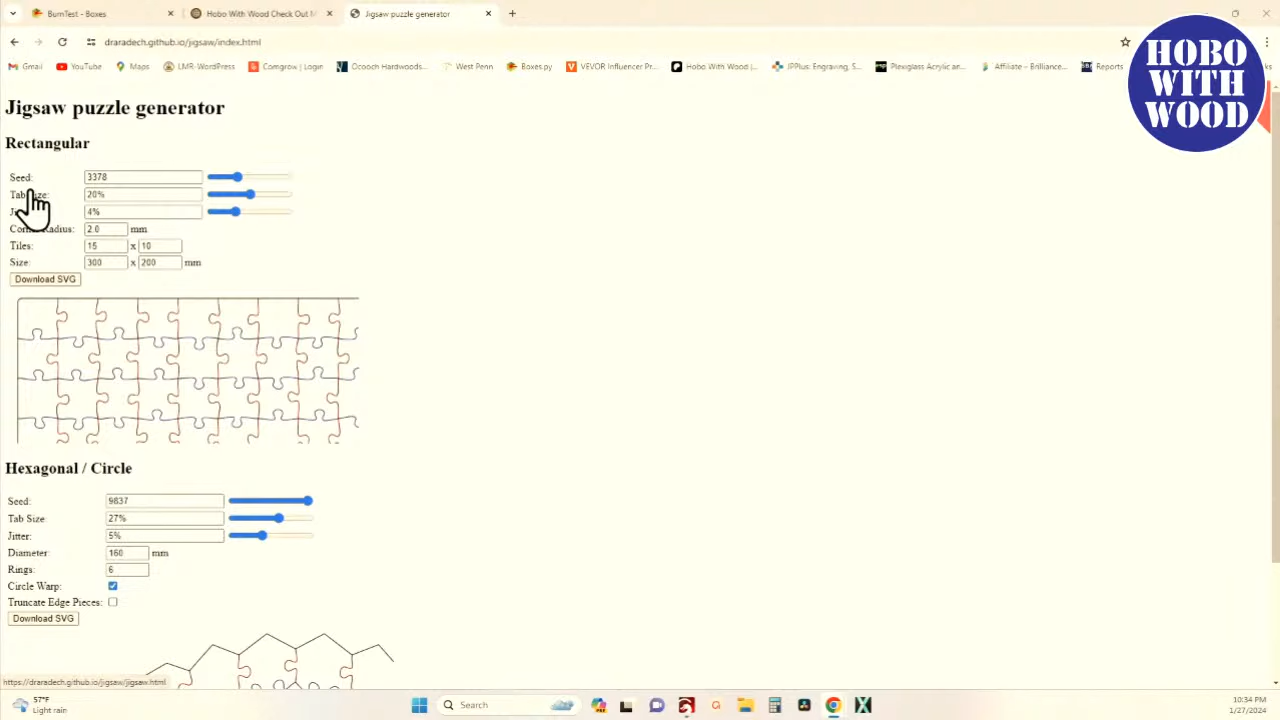 BurnTest - Boxes
Hobo With Wood Check Out M
Jigsaw puzzle generator
draradech.github.io/jigsaw/index.html
Gmail
YouTube
Maps
LMR-WordPress
Comgrow | Login
Ocooch Hardwoods...
West Penn
Boxes.py
VEVOR Influencer Pr...
Hobo With Wood |...
JPPlus: Engraving, S...
Plexiglass Acrylic an...
Affiliate – Brilliance...
Reports
HOBO
WITH
WOOD
Jigsaw puzzle generator
Rectangular
Seed: 3378
Tab Size: 20%
4%
Radius: 2.0 mm
Tiles: 15 x 10
Size: 300 x 200 mm
Download SVG
Hexagonal / Circle
Seed: 9837
Tab Size: 27%
Jitter: 5%
Diameter: 160 mm
Rings: 6
Circle Warp:
Truncate Edge Pieces:
Download SVG
https://draradech.github.io/jigsaw/jigsaw.html
57°F
Light rain
Search
10:34 PM
1/27/2024